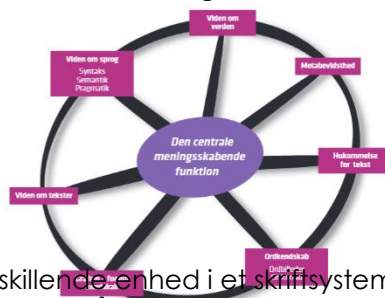 Viden om
verden
Viden om sprog
Syntaks
Semantik
Pragmatik
Metabevidsthed
Den centrale
meningsskabende
funktion
Hukommelse
for tekst
Viden om tekster
Ordkendskab
Ordbilleder
skillende enhed i et skriftsystem